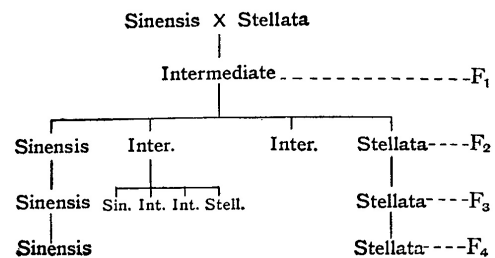 Sinensis X Stellata
Intermediate F₁
Sinensis Inter. Inter. Stellata F₂
Sinensis Sin. Int. Int. Stell. Stellata F₃
Sinensis Stellata F₄